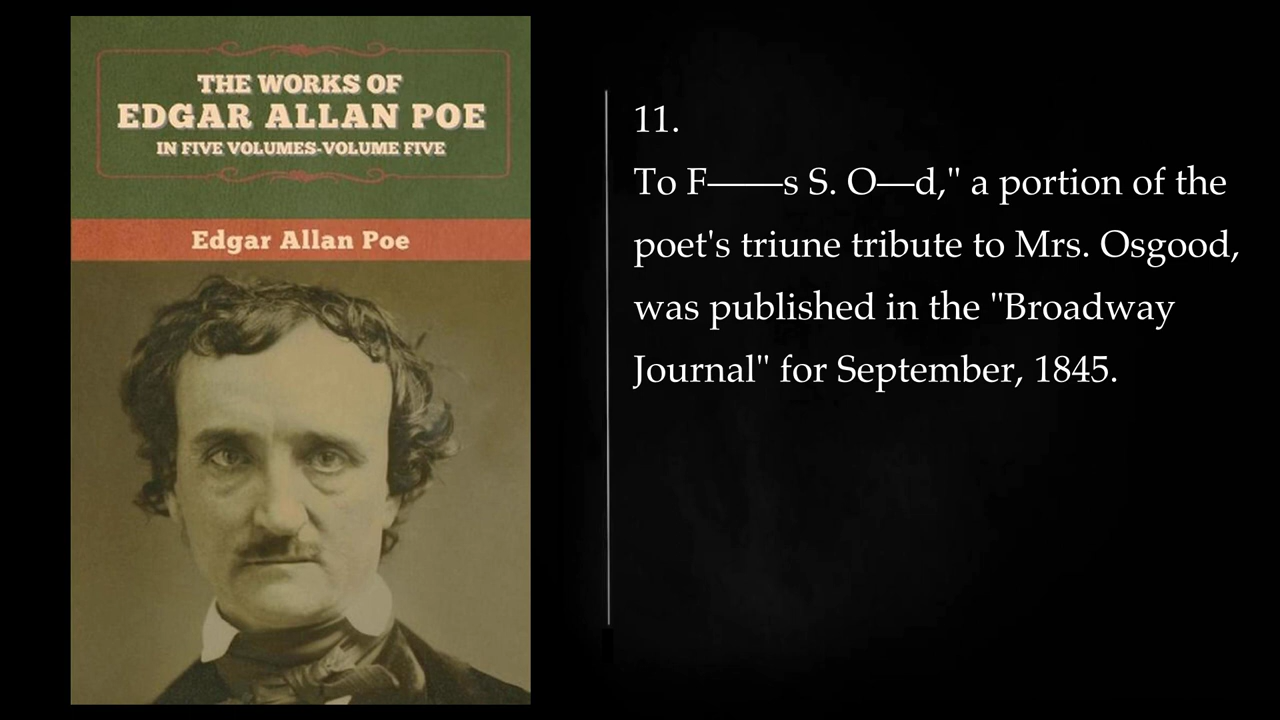 THE WORKS OF
EDGAR ALLAN POE
IN FIVE VOLUMES-VOLUME FIVE
Edgar Allan Poe
11.
To F——s S. O—d," a portion of the
poet's triune tribute to Mrs. Osgood,
was published in the "Broadway
Journal" for September, 1845.